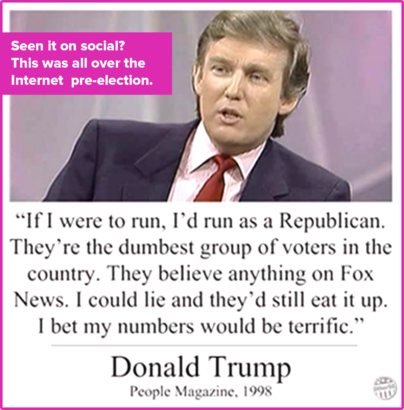 Seen it on social?
This was all over the
Internet pre-election.
“If I were to run, I’d run as a Republican.
They’re the dumbest group of voters in the
country. They believe anything on Fox
News. I could lie and they’d still eat it up.
I bet my numbers would be terrific.”
Donald Trump
People Magazine, 1998